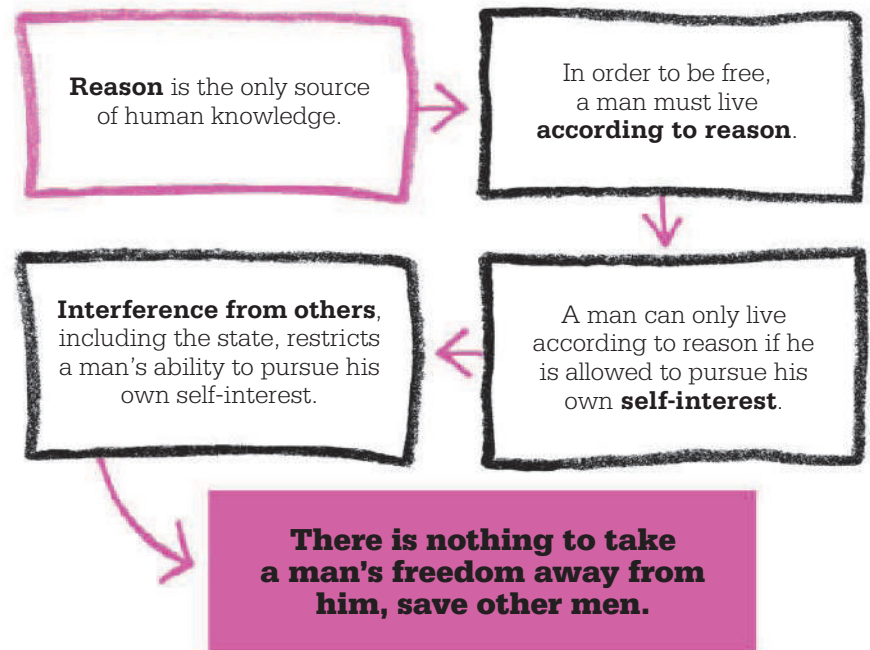 Reason is the only source
of human knowledge.
In order to be free,
a man must live
according to reason.
A man can only live
according to reason if he
is allowed to pursue his
own self-interest.
Interference from others,
including the state, restricts
a man’s ability to pursue his
own self-interest.
There is nothing to take
a man’s freedom away from
him, save other men.